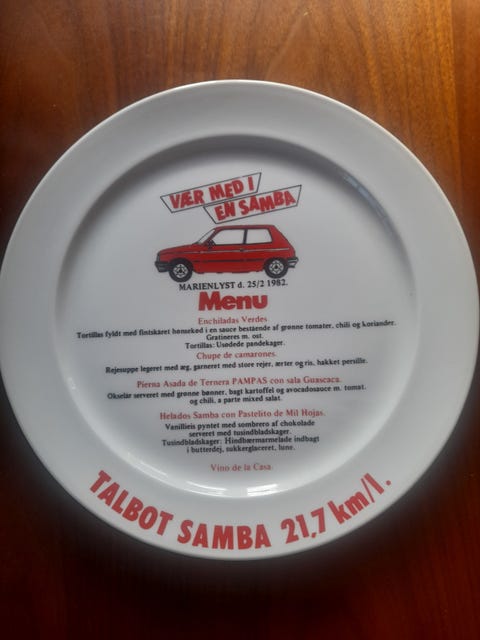 VÆR MED I
EN SAMBA
MARIENLYST d. 25/2 1982.
Menu
Enchiladas Verdes
Tortillas fyldt med fintskåret hønsekød i en sauce bestående af grønne tomater, chili og koriander.
Gratineres m. ost.
Tortillas: Usødede pandekager.
Chupe de camarones.
Rejesuppe legeret med æg, garneret med store rejer, ærter og ris, hakket persille.
Pierna Asada de Ternera PAMPAS con sala Guascaca.
Okselår serveret med grønne bønner, bagt kartoffel og avocadosauce m. tomat.
og chili, a parte mixed salat.
Helados Samba con Pastelito de Mil Hojas.
Vanilleis pyntet med sombrero af chokolade
serveret med tusindbladskager.
Tusindbladskager: Hindbærmarmelade indbagt
i butterdej, sukkerglaceret, lune.
Vino de la Casa.
TALBOT SAMBA 21,7 km/l.